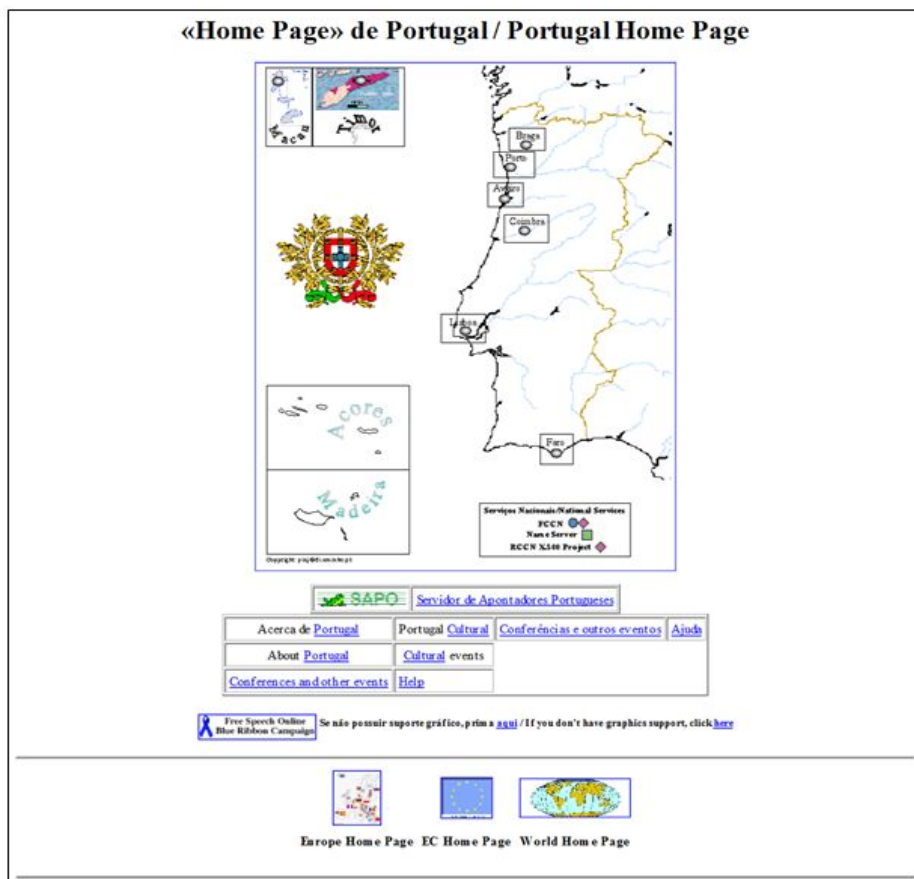 «Home Page» de Portugal / Portugal Home Page
Macau
Timor
Braga
Porto
Aveiro
Coimbra
Lisboa
Açores
Faro
Madeira
Serviços Nacionais/National Services
FCCN
Name Server
RCCN X.500 Project
SAPO Servidor de Apontadores Portugueses
Acerca de Portugal Portugal Cultural Conferências e outros eventos Ajuda
About Portugal Cultural events
Conferences and other events Help
Free Speech Online
Blue Ribbon Campaign
Se não possuir suporte gráfico, prima aqui / If you don't have graphics support, click here
Europe Home Page EC Home Page World Home Page